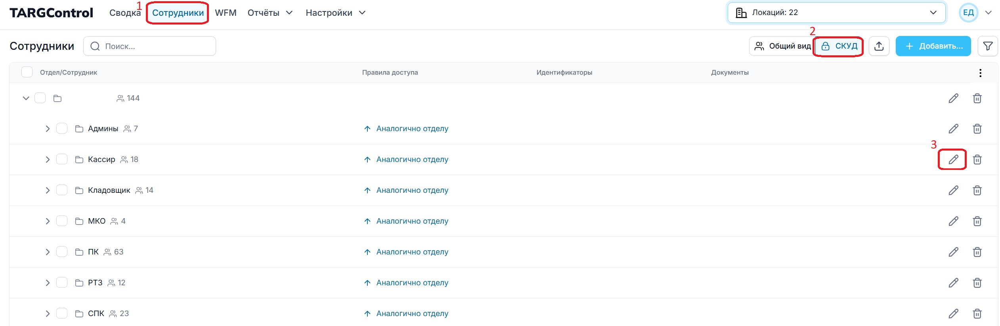 TARGControl Сводка 1 Сотрудники WFM Отчёты Настройки Локаций: 22 ЕД
Сотрудники Поиск... Общий вид 2 СКУД Добавить...
Отдел/Сотрудник Правила доступа Идентификаторы Документы
144
Админы 7 Аналогично отделу
3
Кассир 18 Аналогично отделу
Кладовщик 14 Аналогично отделу
МКО 4 Аналогично отделу
ПК 63 Аналогично отделу
РТЗ 12 Аналогично отделу
СПК 23 Аналогично отделу